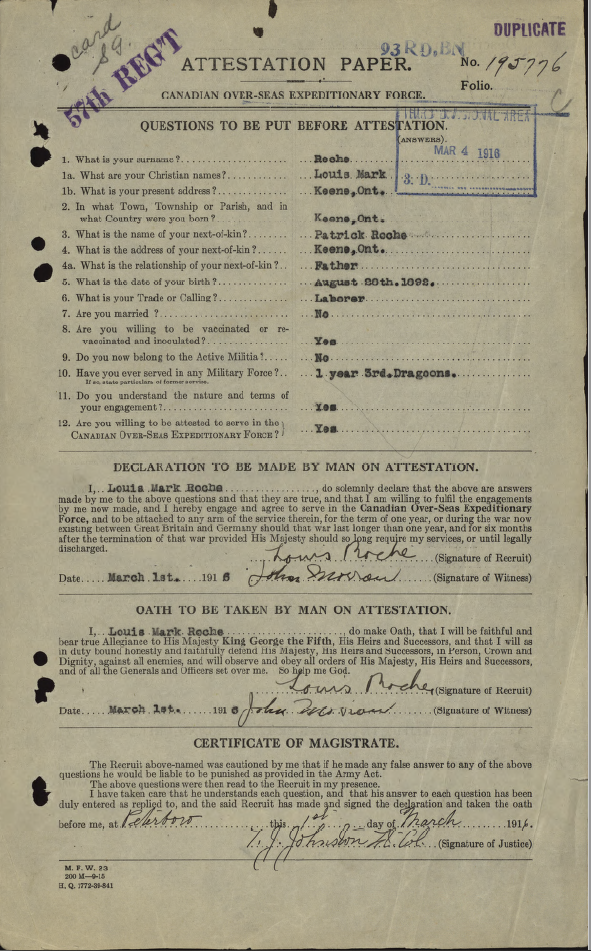 card
DUPLICATE
93RD. BN
57th REG'T
ATTESTATION PAPER.
No. 195776
Folio.
CANADIAN OVER-SEAS EXPEDITIONARY FORCE.
C
QUESTIONS TO BE PUT BEFORE ATTESTATION.
(ANSWERS).
MAR 4 1916
3. D.
1. What is your surname? Roche
1a. What are your Christian names? Louis Mark
1b. What is your present address? Keene, Ont.
2. In what Town, Township or Parish, and in
what Country were you born? Keene, Ont.
3. What is the name of your next-of-kin? Patrick Roche
4. What is the address of your next-of-kin? Keene, Ont.
4a. What is the relationship of your next-of-kin? Father
5. What is the date of your birth? August 28th. 1892.
6. What is your Trade or Calling? Laborer
7. Are you married ? No
8. Are you willing to be vaccinated or re-
vaccinated and inoculated? Yes
9. Do you now belong to the Active Militia? No
10. Have you ever served in any Military Force? 1 year 3rd. Dragoons.
If so, state particulars of former service.
11. Do you understand the nature and terms of
your engagement? Yes
12. Are you willing to be attested to serve in the
CANADIAN OVER-SEAS EXPEDITIONARY FORCE? Yes
DECLARATION TO BE MADE BY MAN ON ATTESTATION.
I, Louis Mark Roche, do solemnly declare that the above are answers
made by me to the above questions and that they are true, and that I am willing to fulfil the engagements
by me now made, and I hereby engage and agree to serve in the Canadian Over-Seas Expeditionary
Force, and to be attached to any arm of the service therein, for the term of one year, or during the war now
existing between Great Britain and Germany should that war last longer than one year, and for six months
after the termination of that war provided His Majesty should so long require my services, or until legally
discharged.
Louis Roche (Signature of Recruit)
Date March 1st. 1916 John Moran (Signature of Witness)
OATH TO BE TAKEN BY MAN ON ATTESTATION.
I, Louis Mark Roche, do make Oath, that I will be faithful and
bear true Allegiance to His Majesty King George the Fifth, His Heirs and Successors, and that I will as
in duty bound honestly and faithfully defend His Majesty, His Heirs and Successors, in Person, Crown and
Dignity, against all enemies, and will observe and obey all orders of His Majesty, His Heirs and Successors,
and of all the Generals and Officers set over me. So help me God.
Louis Roche (Signature of Recruit)
Date March 1st. 1916 John Moran (Signature of Witness)
CERTIFICATE OF MAGISTRATE.
The Recruit above-named was cautioned by me that if he made any false answer to any of the above
questions he would be liable to be punished as provided in the Army Act.
The above questions were then read to the Recruit in my presence.
I have taken care that he understands each question, and that his answer to each question has been
duly entered as replied to, and the said Recruit has made and signed the declaration and taken the oath
before me, at Peterboro this 1st day of March 1916.
T. J. Johnston Lt. Col. (Signature of Justice)
M. F. W. 23
200 M—9-15
H. Q. 1772-39-841